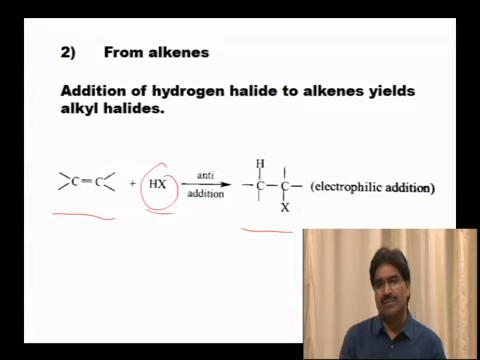 2) From alkenes
Addition of hydrogen halide to alkenes yields
alkyl halides.
C=C + HX anti addition H C C X (electrophilic addition)